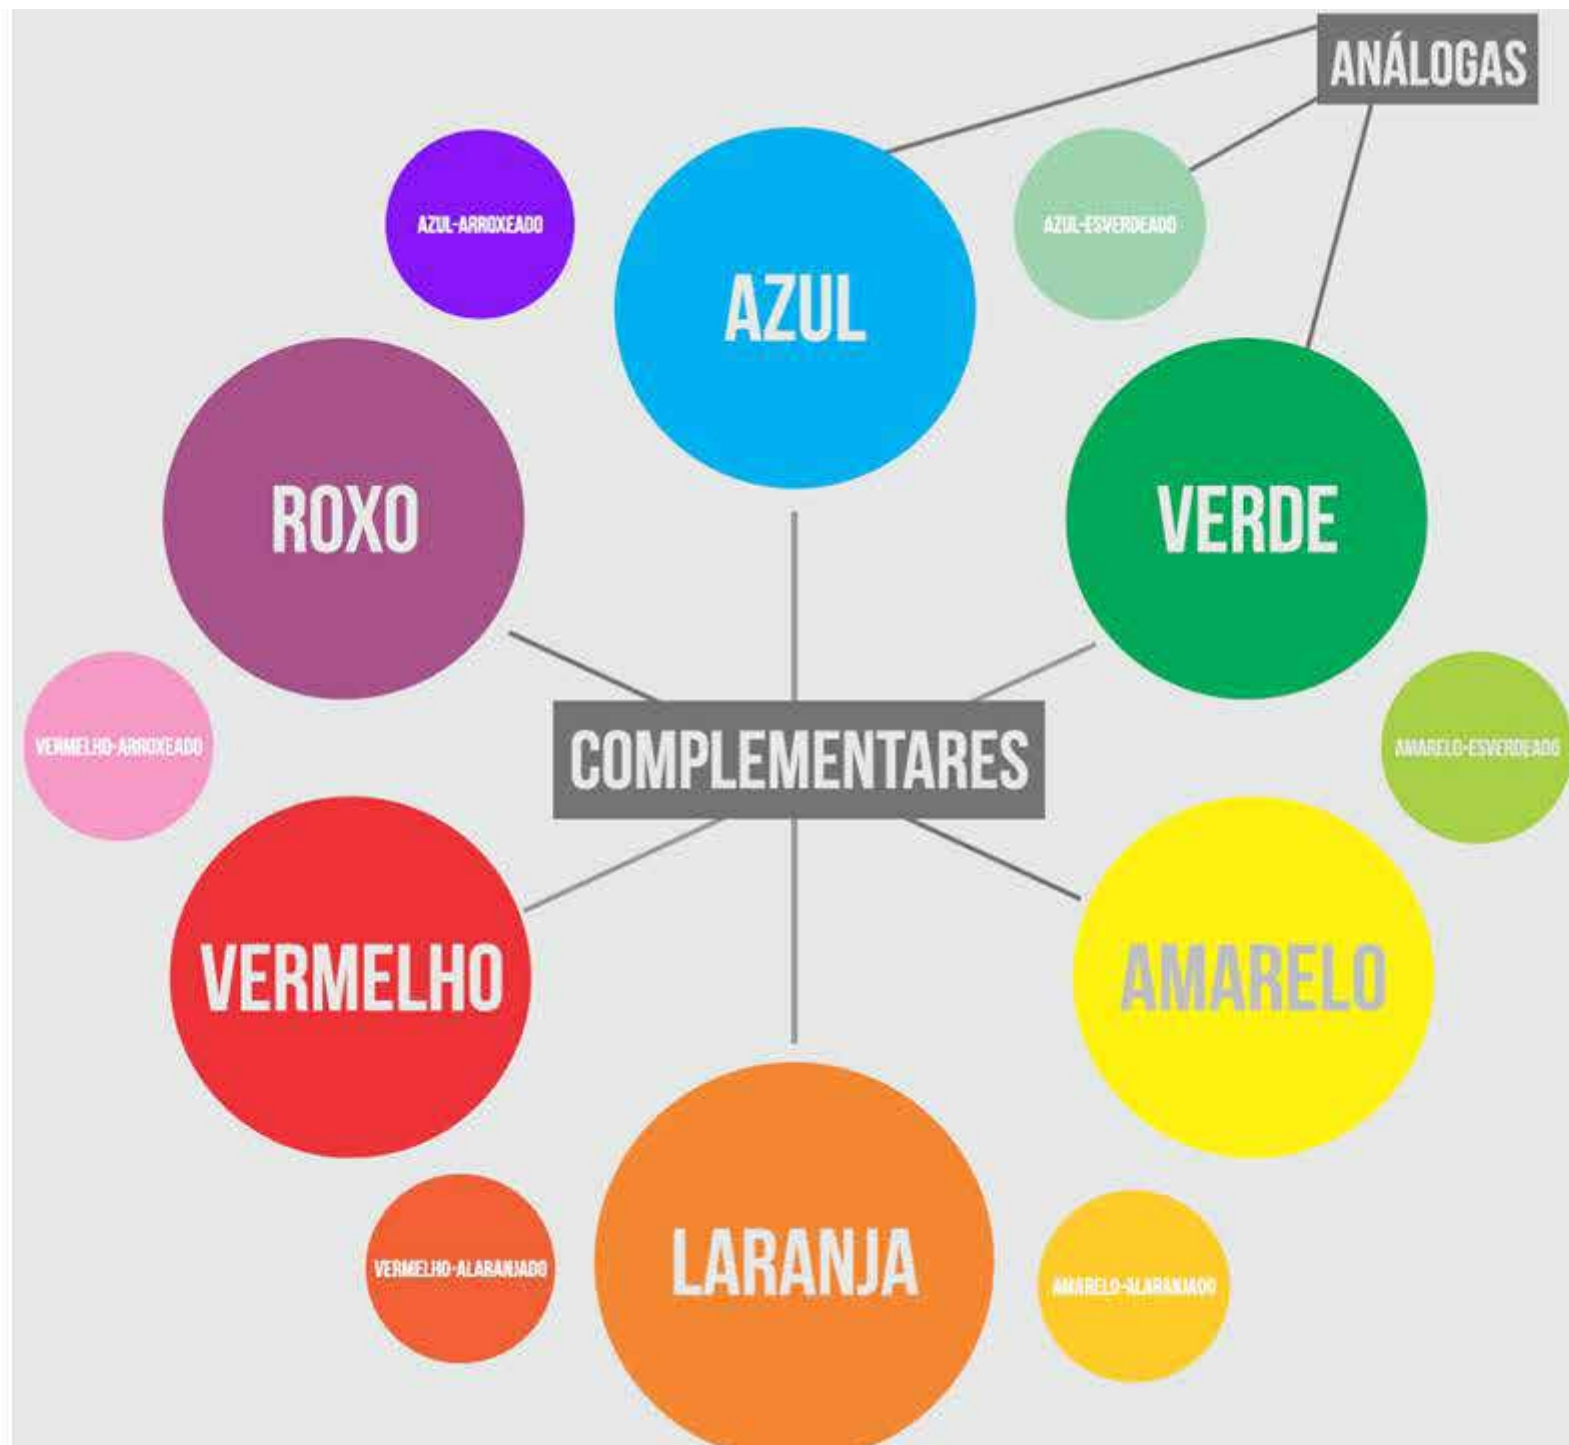 ANÁLOGAS
AZUL-ARROXEADO
AZUL
AZUL-ESVERDEADO
ROXO
VERDE
VERMELHO-ARROXEADO
COMPLEMENTARES
AMARELO-ESVERDEADO
VERMELHO
AMARELO
LARANJA
VERMELHO-ALARANJADO
AMARELO-ALARANJADO